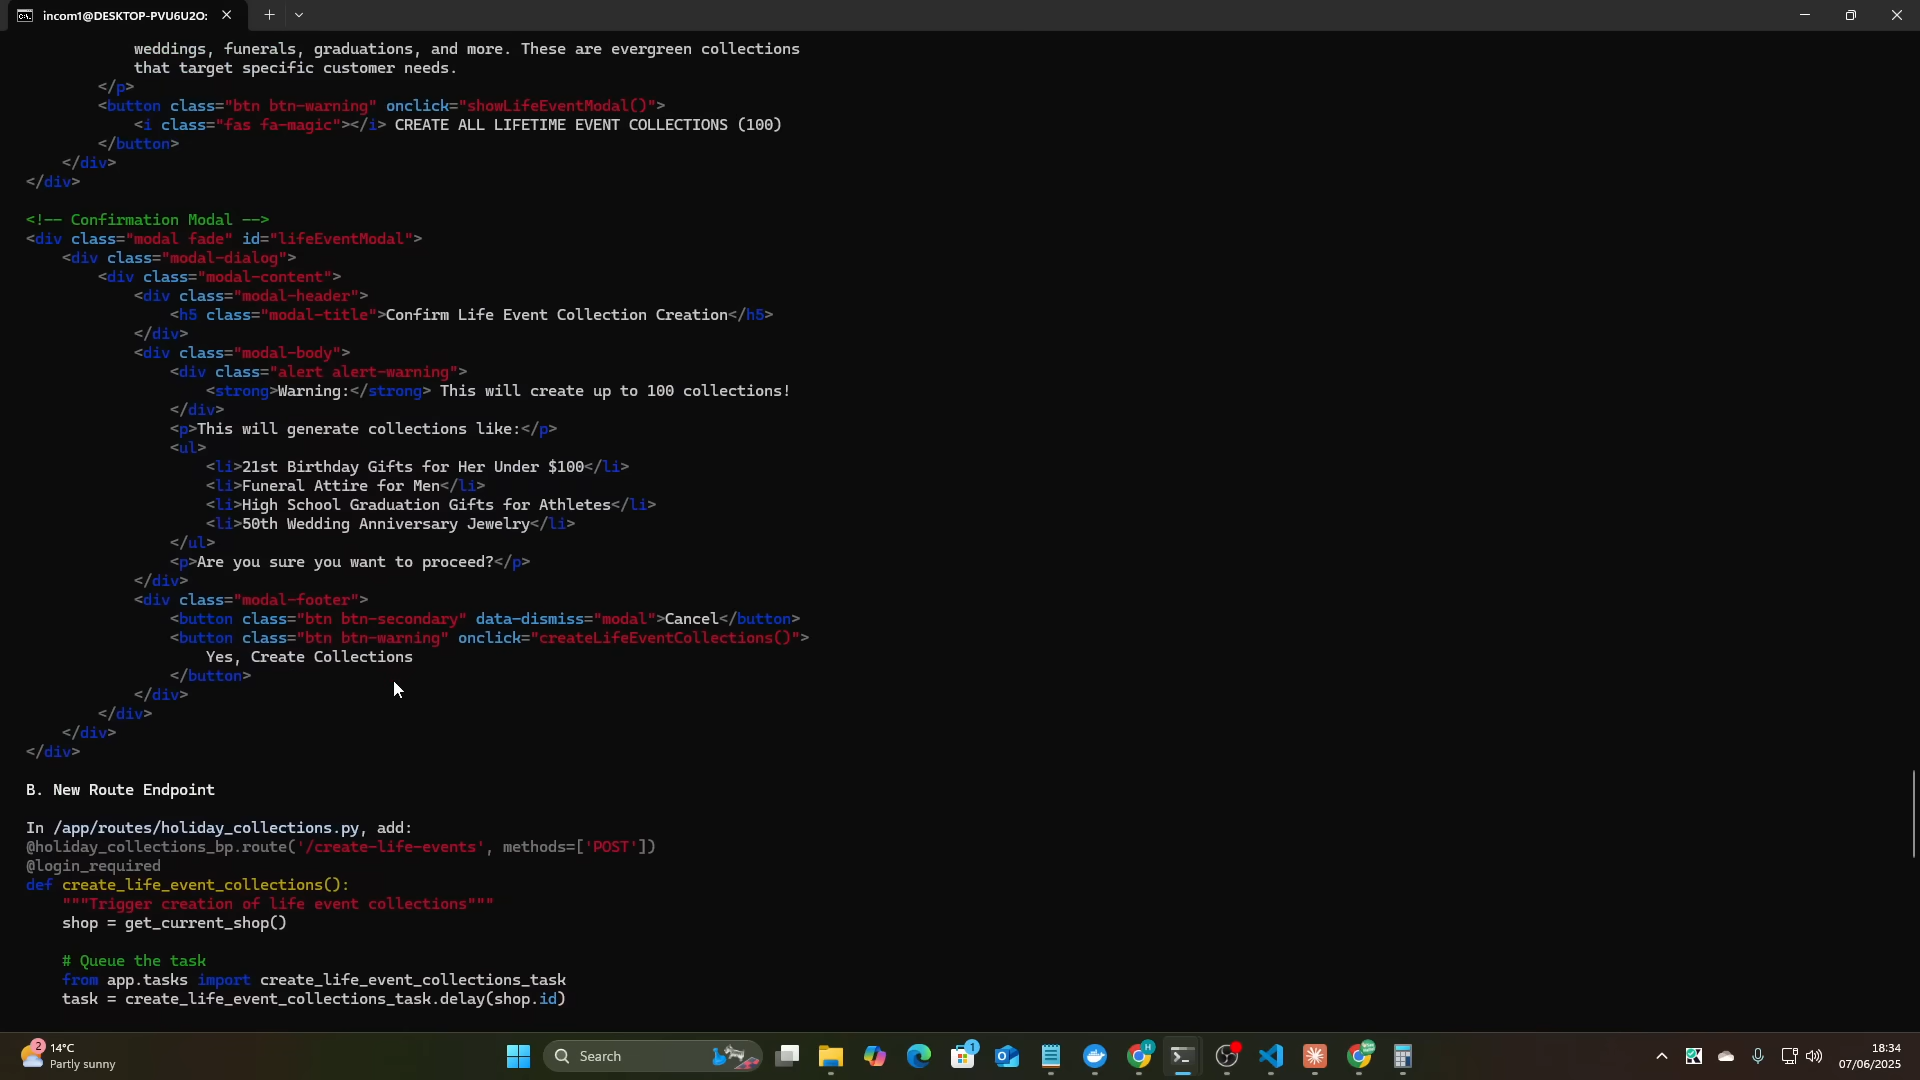 incom1@DESKTOP-PVU6U2O:
weddings, funerals, graduations, and more. These are evergreen collections
that target specific customer needs.
</p>
<button class="btn btn-warning" onclick="showLifeEventModal()">
<i class="fas fa-magic"></i> CREATE ALL LIFETIME EVENT COLLECTIONS (100)
</button>
</div>
</div>
<!-- Confirmation Modal -->
<div class="modal fade" id="lifeEventModal">
<div class="modal-dialog">
<div class="modal-content">
<div class="modal-header">
<h5 class="modal-title">Confirm Life Event Collection Creation</h5>
</div>
<div class="modal-body">
<div class="alert alert-warning">
<strong>Warning:</strong> This will create up to 100 collections!
</div>
<p>This will generate collections like:</p>
<ul>
<li>21st Birthday Gifts for Her Under $100</li>
<li>Funeral Attire for Men</li>
<li>High School Graduation Gifts for Athletes</li>
<li>50th Wedding Anniversary Jewelry</li>
</ul>
<p>Are you sure you want to proceed?</p>
</div>
<div class="modal-footer">
<button class="btn btn-secondary" data-dismiss="modal">Cancel</button>
<button class="btn btn-warning" onclick="createLifeEventCollections()">
Yes, Create Collections
</button>
</div>
</div>
</div>
</div>
B. New Route Endpoint
In /app/routes/holiday_collections.py, add:
@holiday_collections_bp.route('/create-life-events', methods=['POST'])
@login_required
def create_life_event_collections():
"""Trigger creation of life event collections"""
shop = get_current_shop()
# Queue the task
from app.tasks import create_life_event_collections_task
task = create_life_event_collections_task.delay(shop.id)
2
14°C
Partly sunny
Search
1
H
18:34
07/06/2025